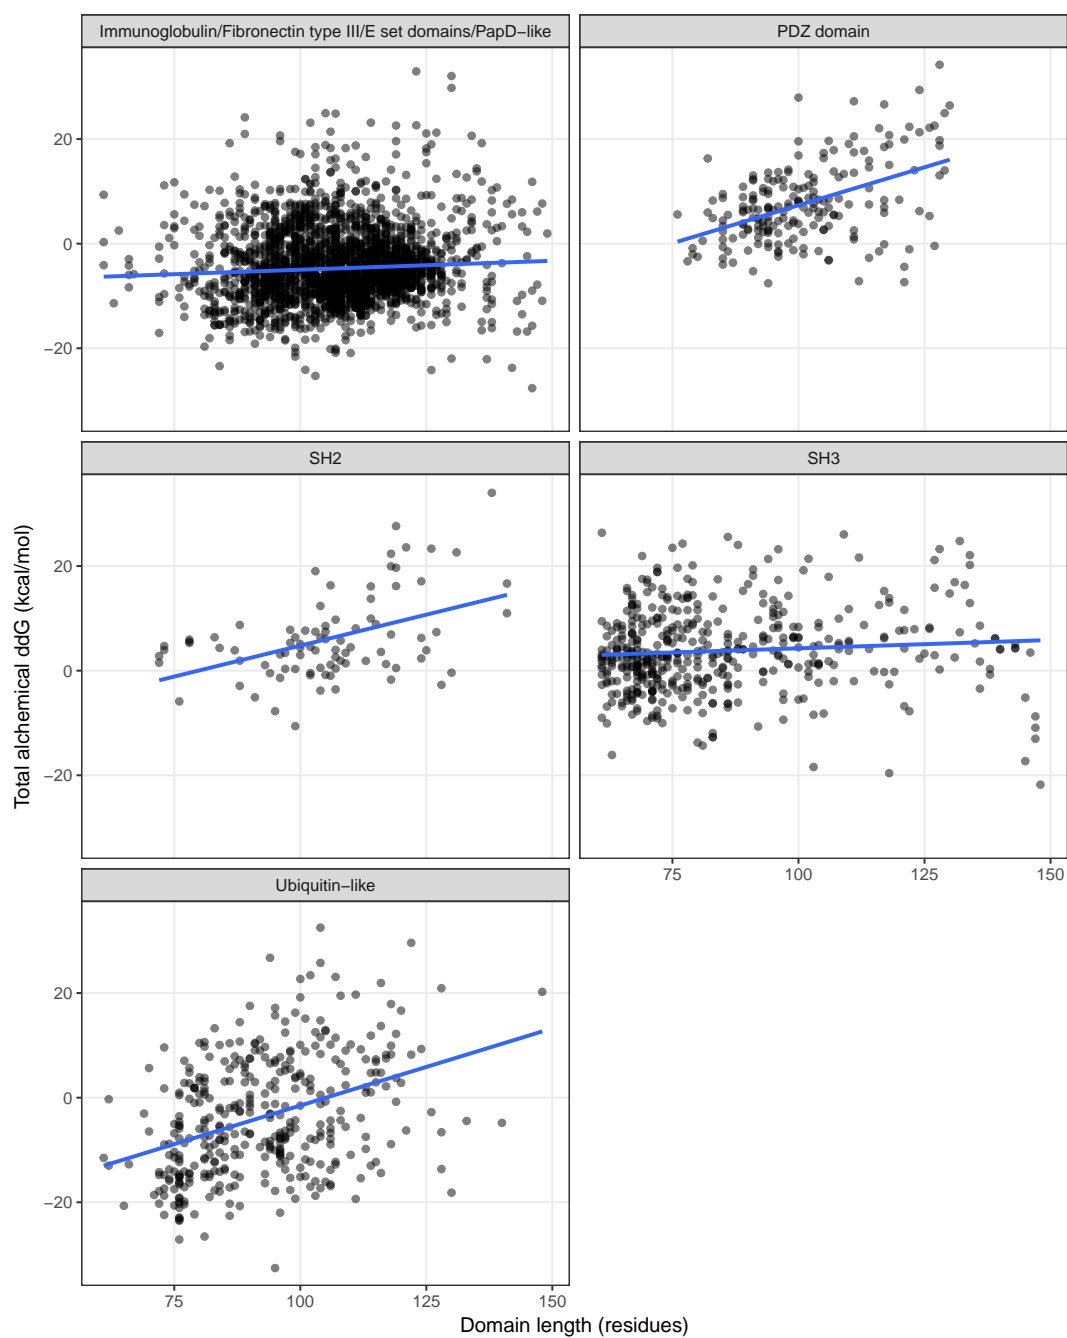 Immunoglobulin/Fibronectin type III/E set domains/PapD−like
PDZ domain
20
0
−20
SH2
SH3
20
0
−20
75
100
125
150
Ubiquitin−like
20
0
−20
75
100
125
150
Domain length (residues)
Total alchemical ddG (kcal/mol)